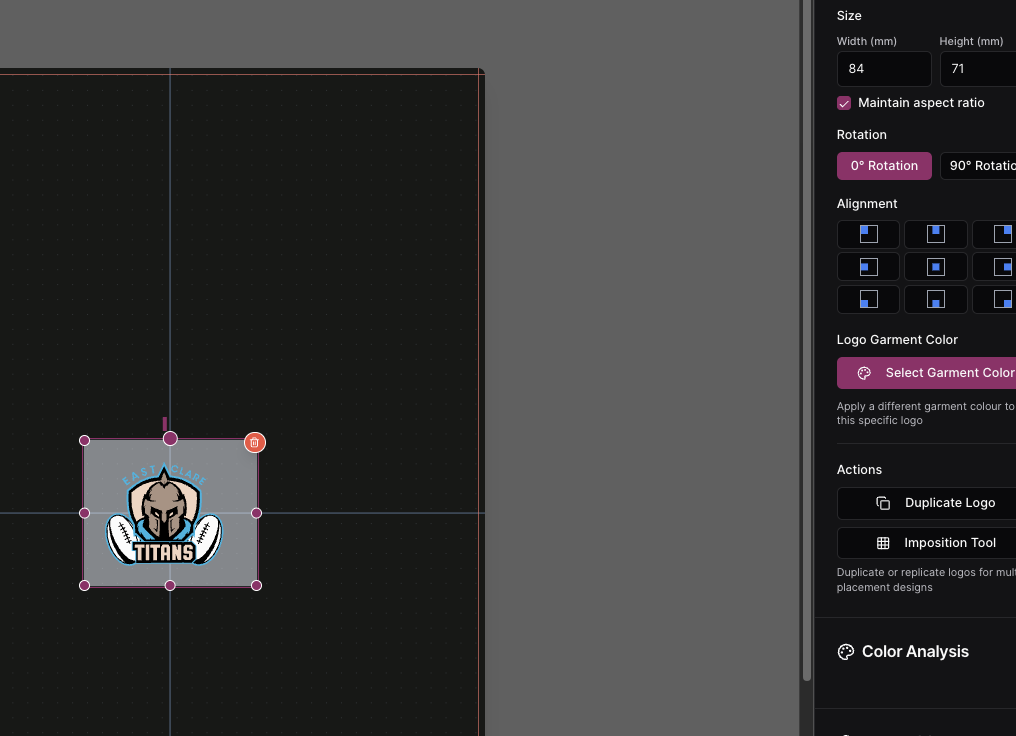 Size
Width (mm) Height (mm)
84 71
Maintain aspect ratio
Rotation
0° Rotation 90° Rotatio
Alignment
Logo Garment Color
Select Garment Color
Apply a different garment colour to
this specific logo
EAST CLARE
TITANS
Actions
Duplicate Logo
Imposition Tool
Duplicate or replicate logos for mul
placement designs
Color Analysis